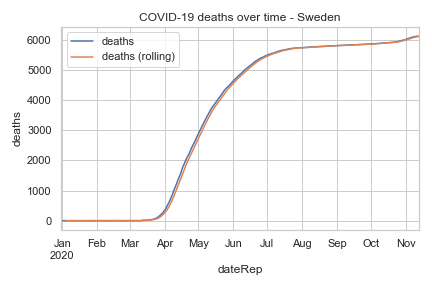 COVID-19 deaths over time - Sweden
deaths
deaths (rolling)
6000
5000
4000
3000
2000
1000
0
deaths
Jan Feb Mar Apr May Jun Jul Aug Sep Oct Nov
2020
dateRep